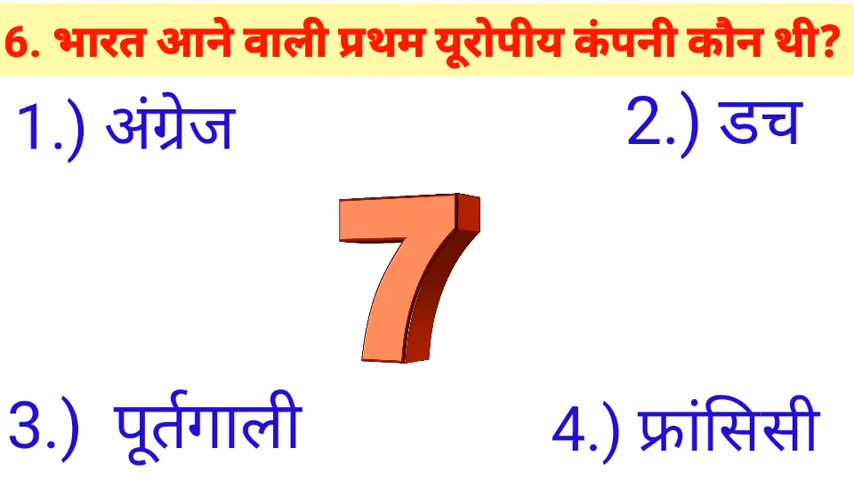 6. भारत आने वाली प्रथम यूरोपीय कंपनी कौन थी?
1.) अंग्रेज
2.) डच
7
3.) पूर्तगाली
4.) फ्रांसिसी